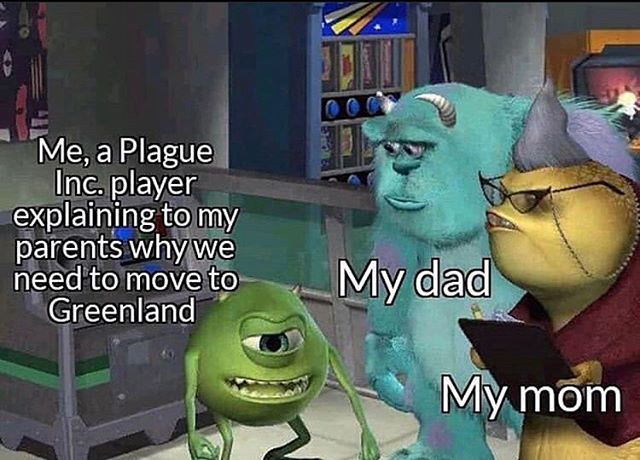 Me, a Plague
Inc. player
explaining to my
parents why we
need to move to
Greenland
My dad
My mom